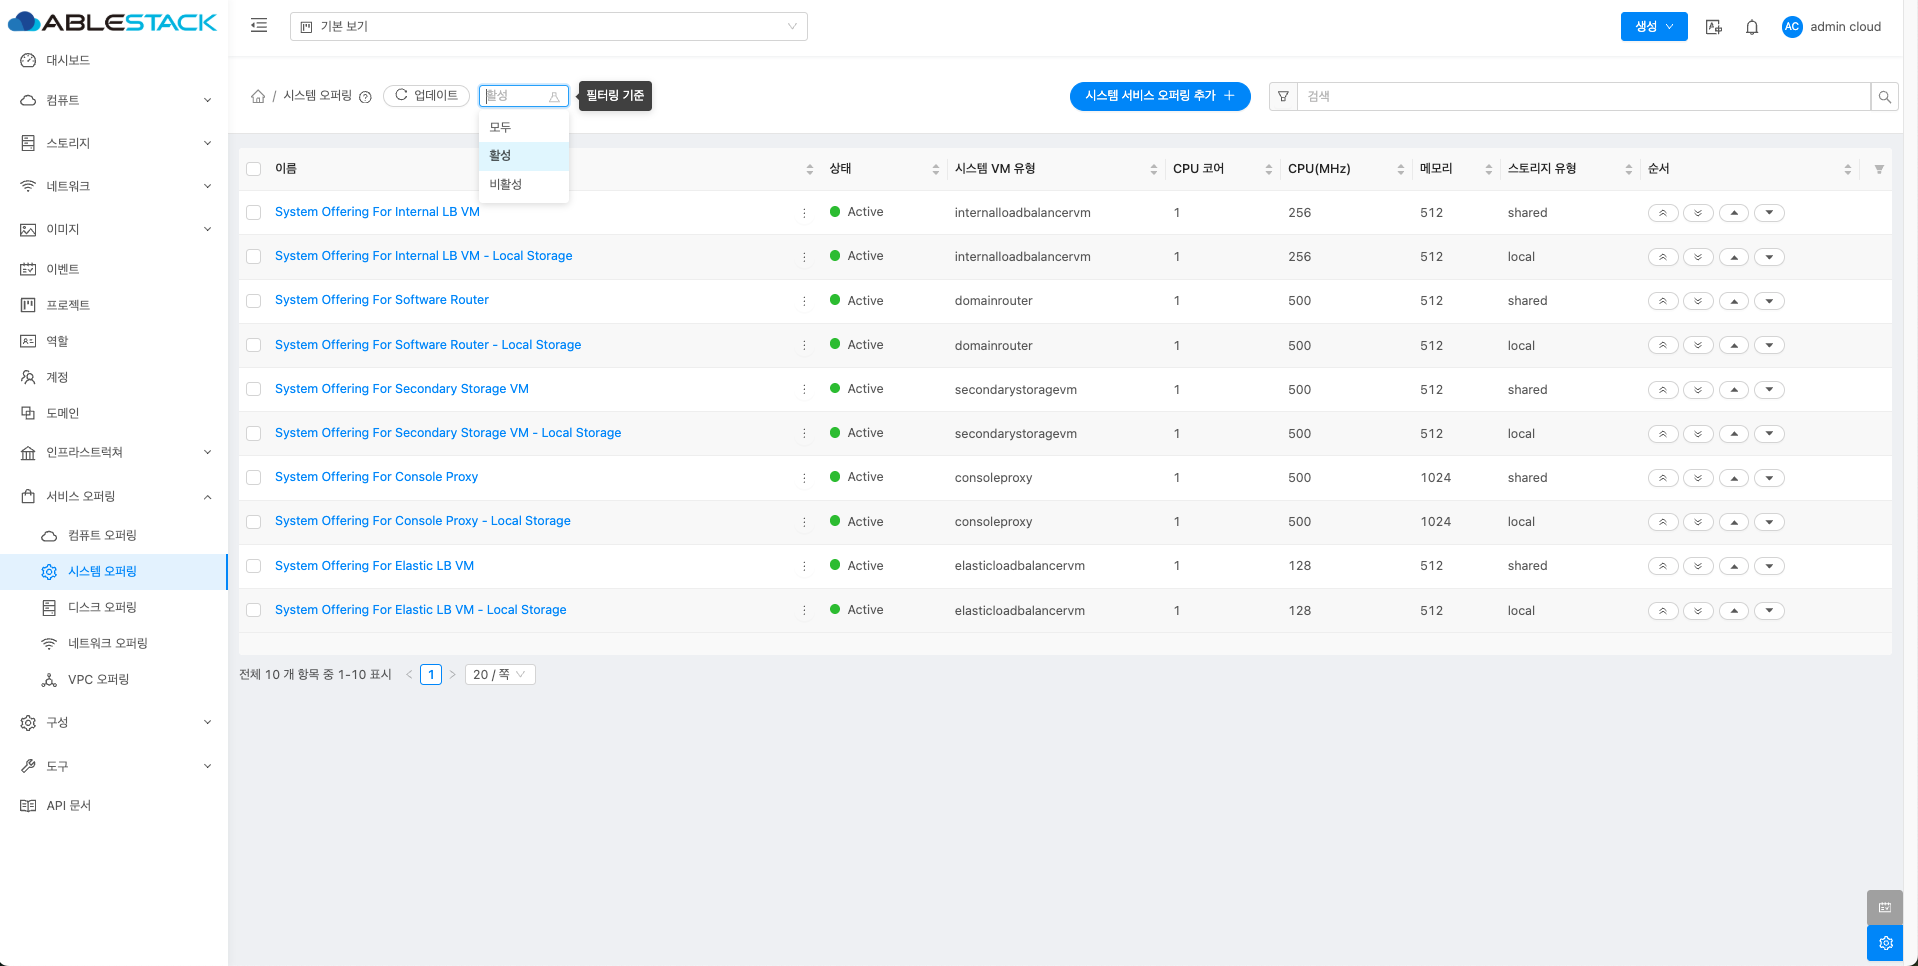 ABLESTACK
기본 보기
생성
AC admin cloud
대시보드
컴퓨트
스토리지
네트워크
이미지
이벤트
프로젝트
역할
계정
도메인
인프라스트럭쳐
서비스 오퍼링
컴퓨트 오퍼링
시스템 오퍼링
디스크 오퍼링
네트워크 오퍼링
VPC 오퍼링
구성
도구
API 문서
/ 시스템 오퍼링 업데이트 활성 필터링 기준 시스템 서비스 오퍼링 추가 검색
모두
활성
비활성
이름 상태 시스템 VM 유형 CPU 코어 CPU(MHz) 메모리 스토리지 유형 순서
System Offering For Internal LB VM Active internalloadbalancervm 1 256 512 shared
System Offering For Internal LB VM - Local Storage Active internalloadbalancervm 1 256 512 local
System Offering For Software Router Active domainrouter 1 500 512 shared
System Offering For Software Router - Local Storage Active domainrouter 1 500 512 local
System Offering For Secondary Storage VM Active secondarystoragevm 1 500 512 shared
System Offering For Secondary Storage VM - Local Storage Active secondarystoragevm 1 500 512 local
System Offering For Console Proxy Active consoleproxy 1 500 1024 shared
System Offering For Console Proxy - Local Storage Active consoleproxy 1 500 1024 local
System Offering For Elastic LB VM Active elasticloadbalancervm 1 128 512 shared
System Offering For Elastic LB VM - Local Storage Active elasticloadbalancervm 1 128 512 local
전체 10 개 항목 중 1-10 표시 < 1 > 20 / 쪽